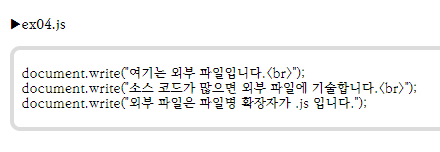 ▶ex04.js
document.write("여기는 외부 파일입니다.<br>");
document.write("소스 코드가 많으면 외부 파일에 기술합니다.<br>");
document.write("외부 파일은 파일명 확장자가 .js 입니다.");